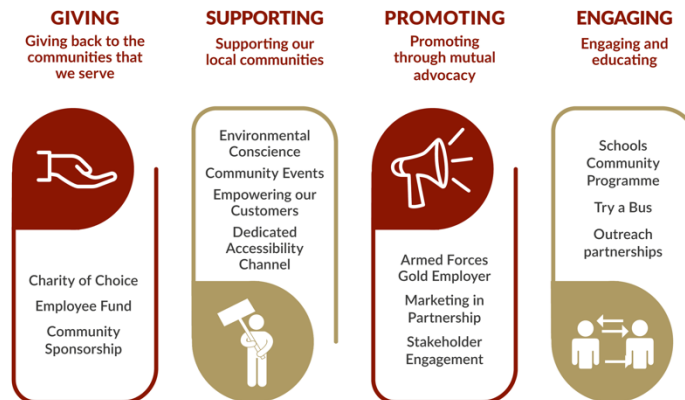 GIVING
Giving back to the
communities that
we serve
Charity of Choice
Employee Fund
Community
Sponsorship
SUPPORTING
Supporting our
local communities
Environmental
Conscience
Community Events
Empowering our
Customers
Dedicated
Accessibility
Channel
PROMOTING
Promoting
through mutual
advocacy
Armed Forces
Gold Employer
Marketing in
Partnership
Stakeholder
Engagement
ENGAGING
Engaging and
educating
Schools
Community
Programme
Try a Bus
Outreach
partnerships